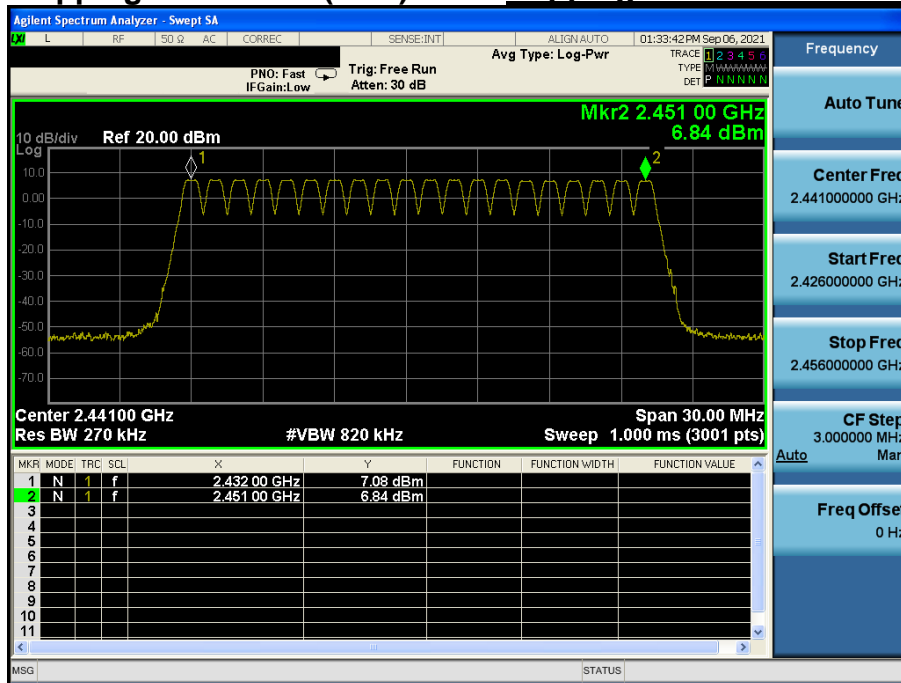 Agilent Spectrum Analyzer - Swept SA
LXI L RF 50 Ω AC CORREC SENSE:INT ALIGN AUTO 01:33:42 PM Sep 06, 2021
PNO: Fast Trig: Free Run Avg Type: Log-Pwr TRACE 1 2 3 4 5 6
IFGain:Low Atten: 30 dB TYPE M WWWWW
DET P N N N N N
Mkr2 2.451 00 GHz
10 dB/div Ref 20.00 dBm 6.84 dBm
Log
1 2
10.0
0.00
-10.0
-20.0
-30.0
-40.0
-50.0
-60.0
-70.0
Center 2.44100 GHz Span 30.00 MHz
Res BW 270 kHz #VBW 820 kHz Sweep 1.000 ms (3001 pts)
MKR MODE TRC SCL X Y FUNCTION FUNCTION WIDTH FUNCTION VALUE
1 N 1 f 2.432 00 GHz 7.08 dBm
2 N 1 f 2.451 00 GHz 6.84 dBm
3
4
5
6
7
8
9
10
11
MSG STATUS
Frequency
Auto Tune
Center Freq
2.441000000 GHz
Start Freq
2.426000000 GHz
Stop Freq
2.456000000 GHz
CF Step
3.000000 MHz
Auto Man
Freq Offset
0 Hz